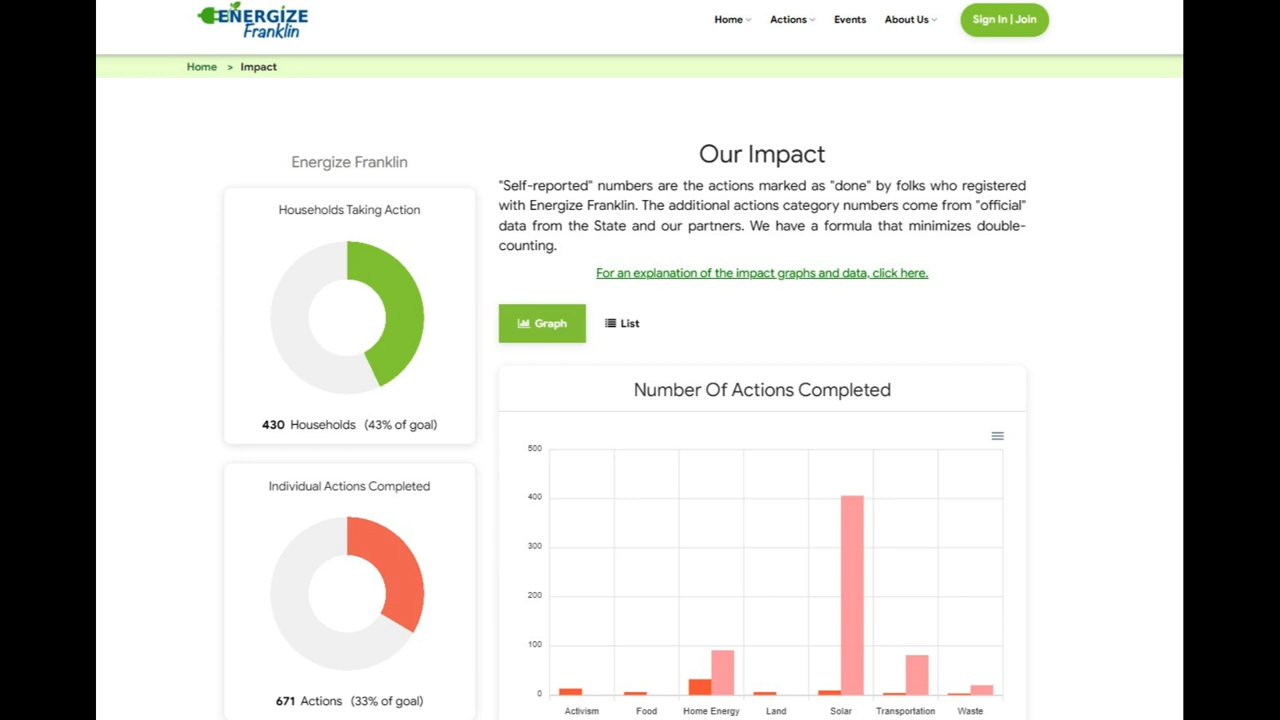 ENERGIZE
Franklin
Home
Actions
Events
About Us
Sign In | Join
Home > Impact
Energize Franklin
Households Taking Action
430 Households (43% of goal)
Individual Actions Completed
671 Actions (33% of goal)
Our Impact
"Self-reported" numbers are the actions marked as "done" by folks who registered
with Energize Franklin. The additional actions category numbers come from "official"
data from the State and our partners. We have a formula that minimizes double-
counting.
For an explanation of the impact graphs and data, click here.
Graph
List
Number Of Actions Completed
500
400
300
200
100
0
Activism
Food
Home Energy
Land
Solar
Transportation
Waste